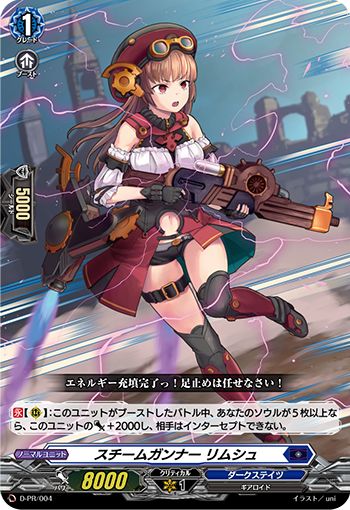 1
グレード
ブースト
5000
シールド
エネルギー充填完了っ！足止めは任せなさい！
永【】：このユニットがブーストしたバトル中、あなたのソウルが５枚以上な
ら、このユニットの＋2000し、相手はインターセプトできない。
ノーマルユニット
スチームガンナー リムシュ
パワー
8000
クリティカル
1
ダークステイツ
ギアロイド
D-PR/004
イラスト／uni